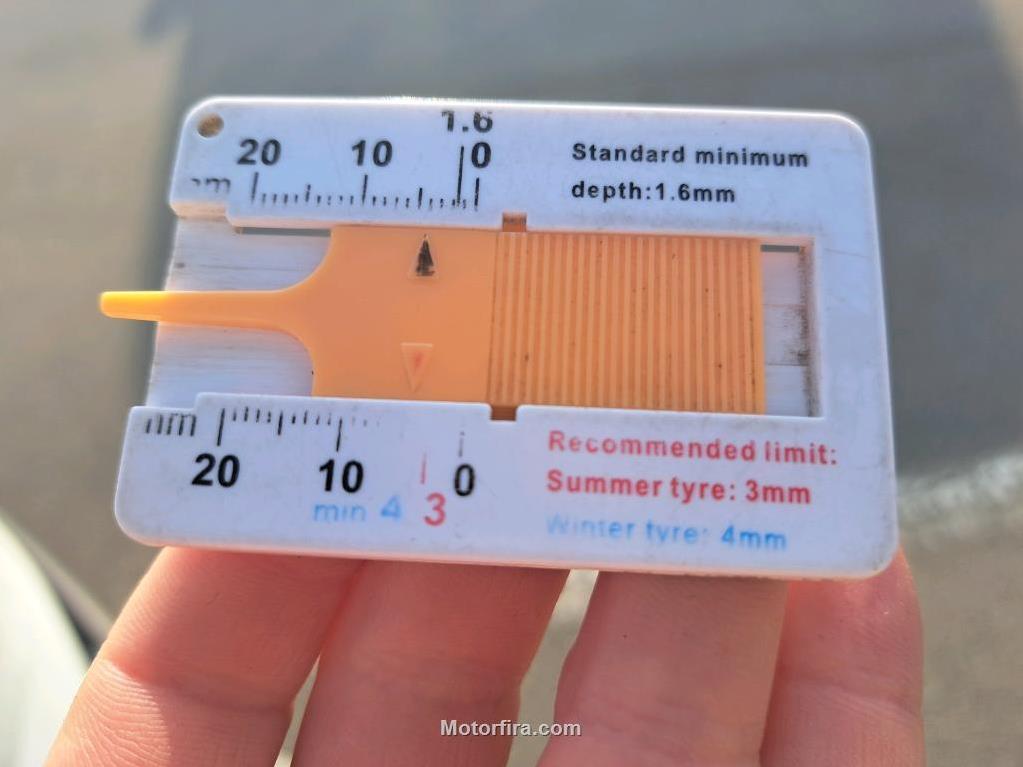 1.6
20 10 0
mm
Standard minimum
depth:1.6mm
mm
20 10 0
min 4 3
Recommended limit:
Summer tyre: 3mm
Winter tyre: 4mm
Motorfira.com